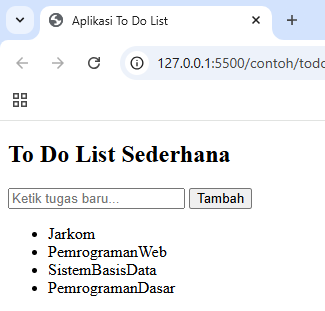 Aplikasi To Do List
127.0.0.1:5500/contoh/todo
To Do List Sederhana
Ketik tugas baru... Tambah
Jarkom
PemrogramanWeb
SistemBasisData
PemrogramanDasar